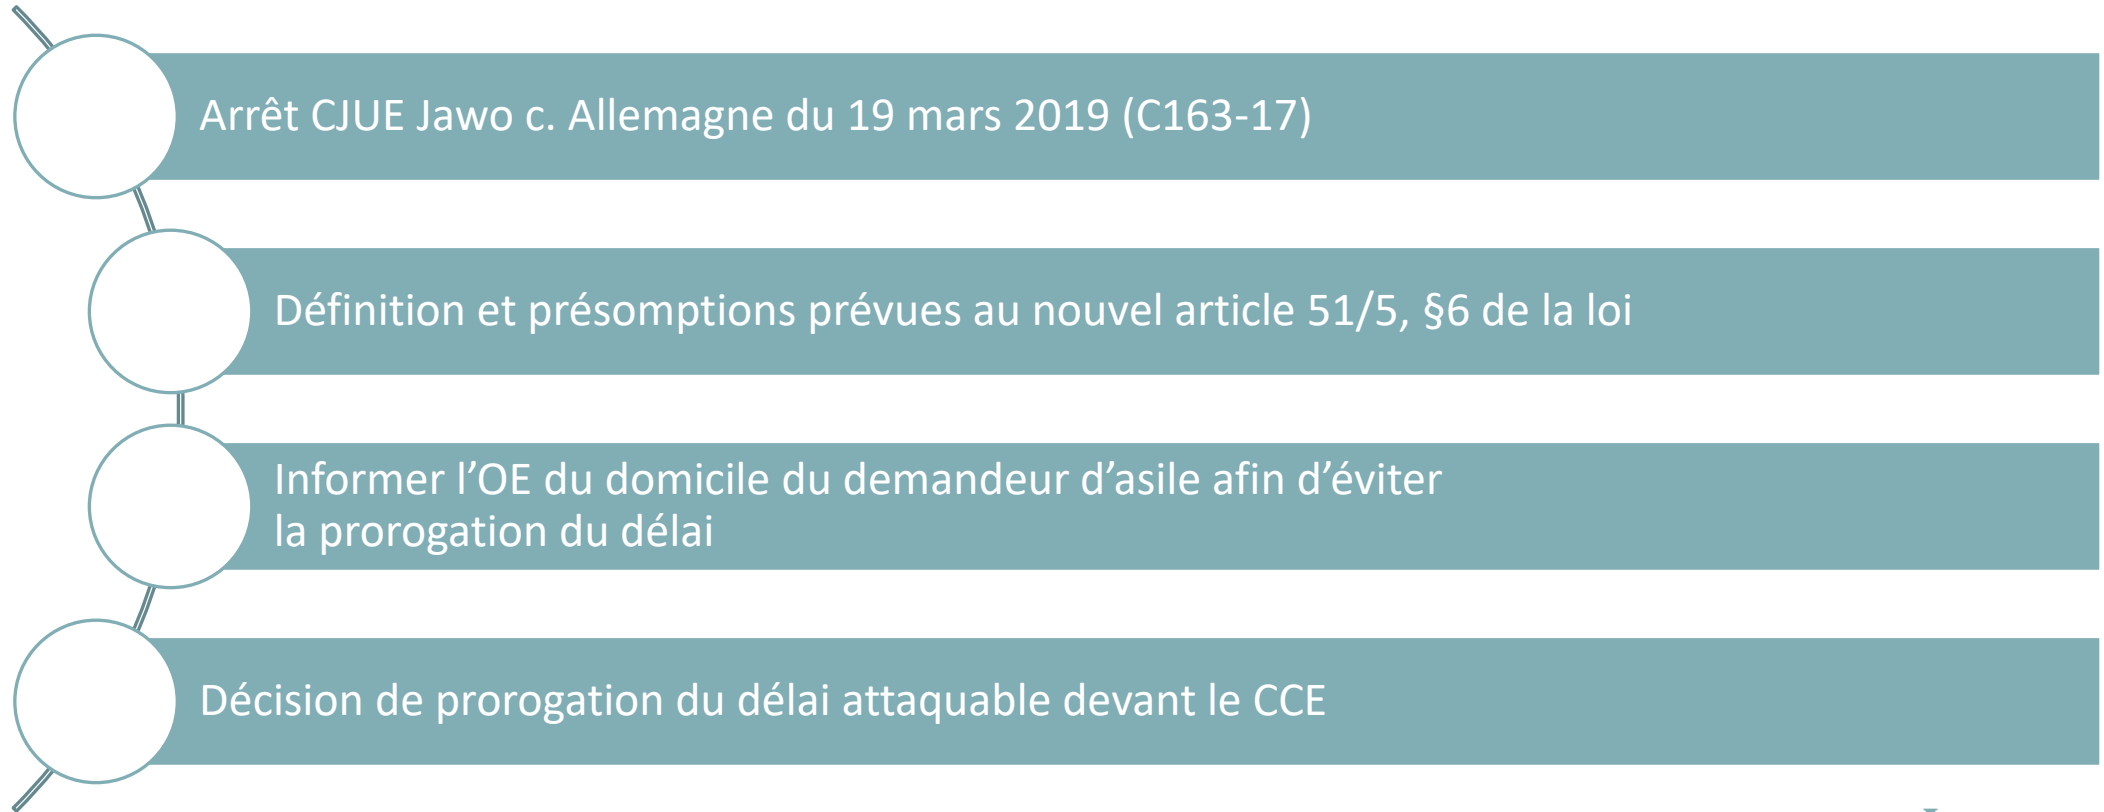 Arrêt CJUE Jawo c. Allemagne du 19 mars 2019 (C163-17)
Définition et présomptions prévues au nouvel article 51/5, §6 de la loi
Informer l’OE du domicile du demandeur d’asile afin d’éviter
la prorogation du délai
Décision de prorogation du délai attaquable devant le CCE